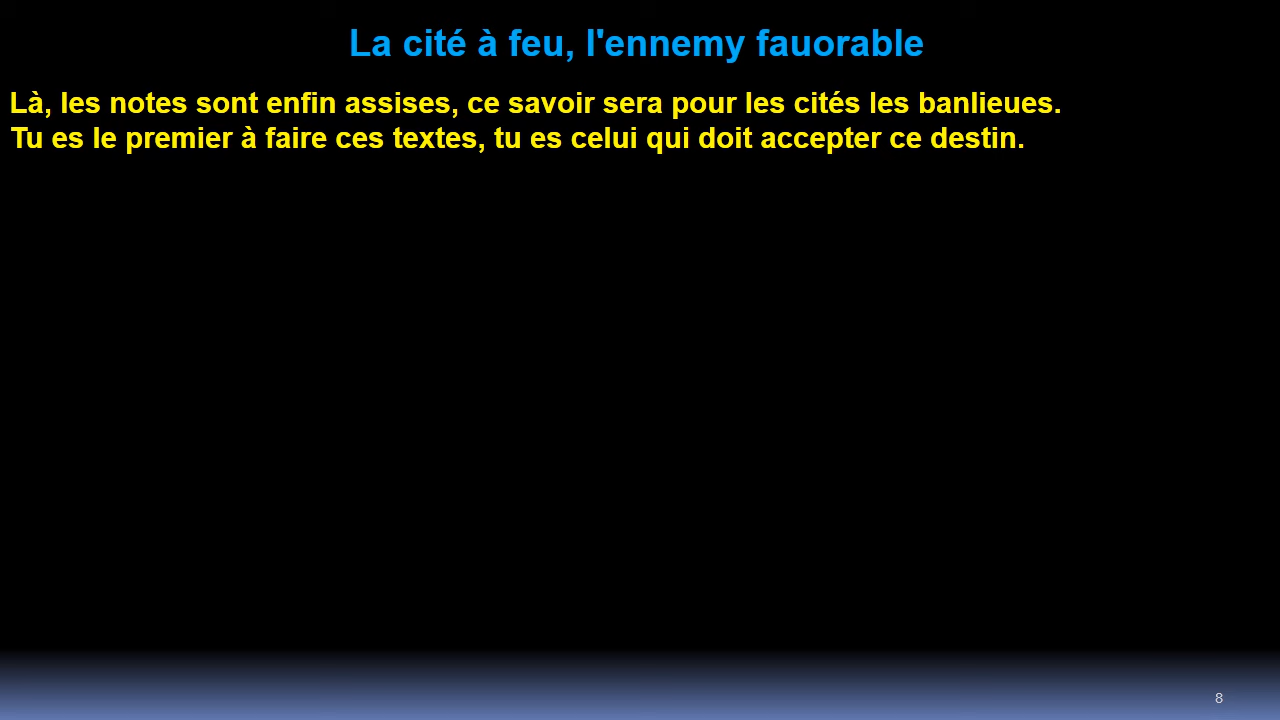 La cité à feu, l'ennemy fauorable
Là, les notes sont enfin assises, ce savoir sera pour les cités les banlieues.
Tu es le premier à faire ces textes, tu es celui qui doit accepter ce destin.
8